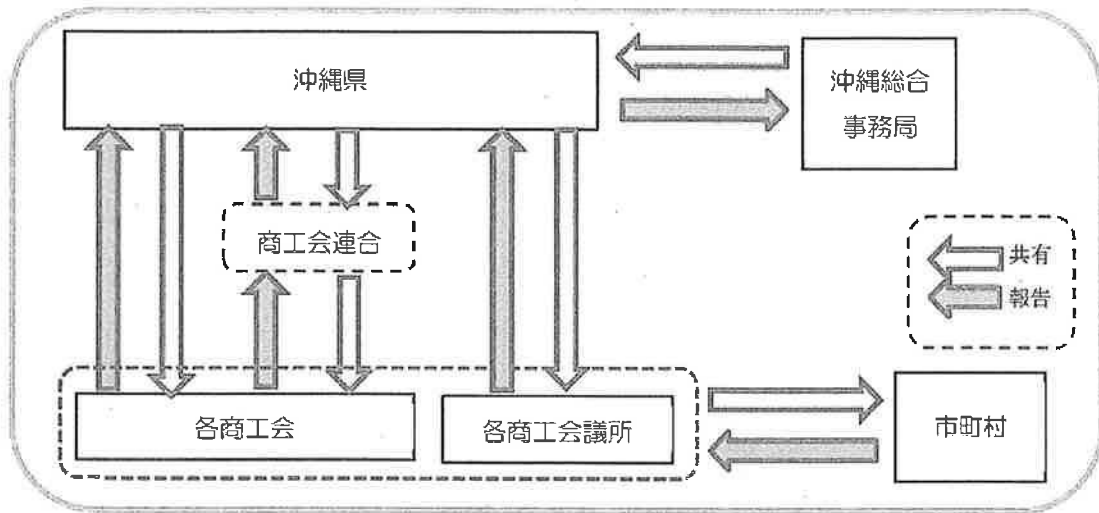 沖縄県
沖縄総合
事務局
商工会連合
共有
報告
各商工会
各商工会議所
市町村